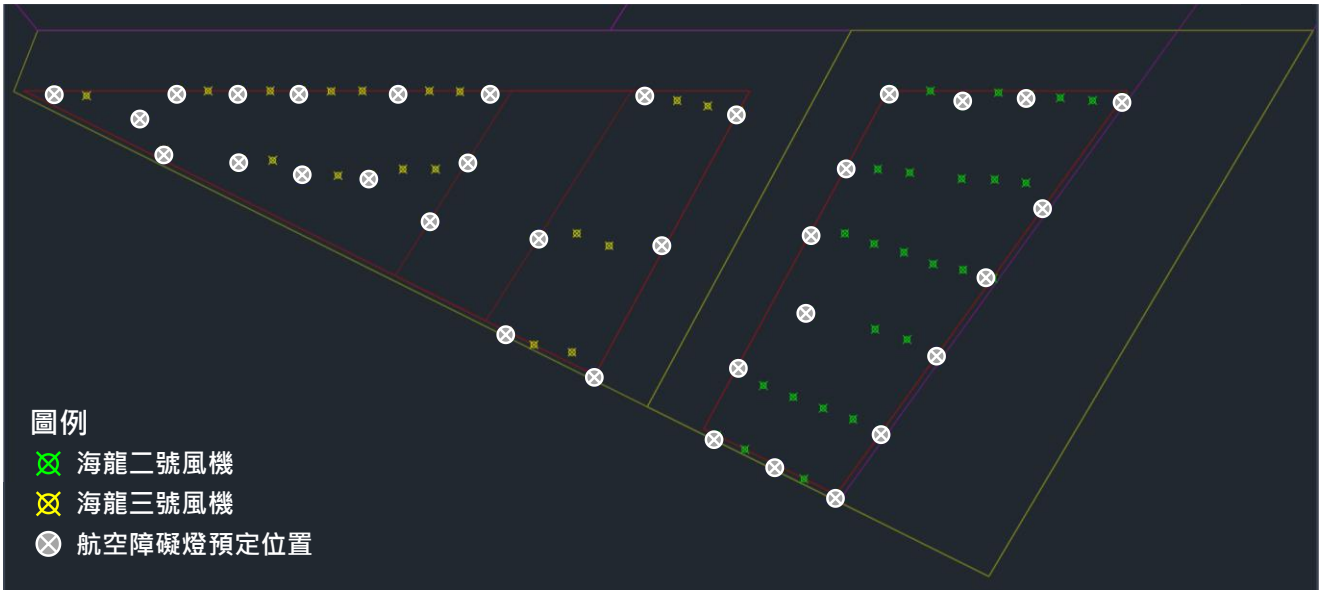 圖例
海龍二號風機
海龍三號風機
航空障礙燈預定位置